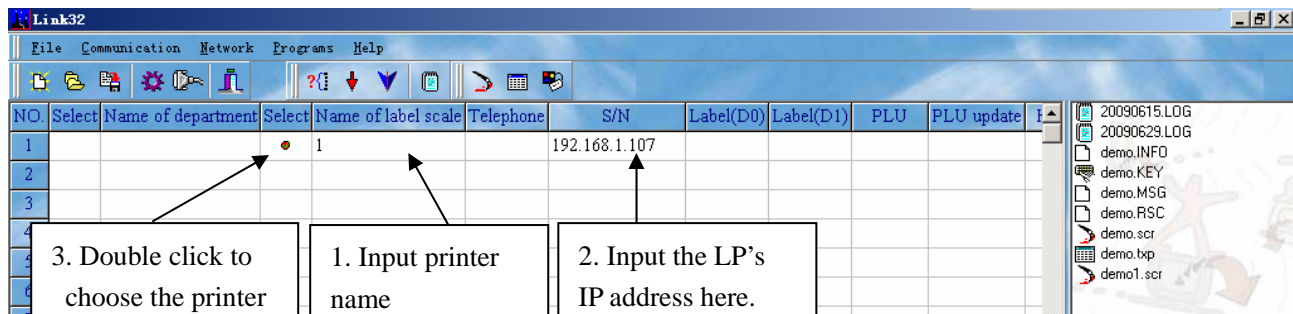 Link32
File Communication Network Programs Help
NO. Select Name of department Select Name of label scale Telephone S/N Label(D0) Label(D1) PLU PLU update
1 1 192.168.1.107
2
3
3. Double click to
choose the printer
1. Input printer
name
2. Input the LP's
IP address here.
20090615.LOG
20090629.LOG
demo.INFO
demo.KEY
demo.MSG
demo.RSC
demo.scr
demo.txp
demo1.scr